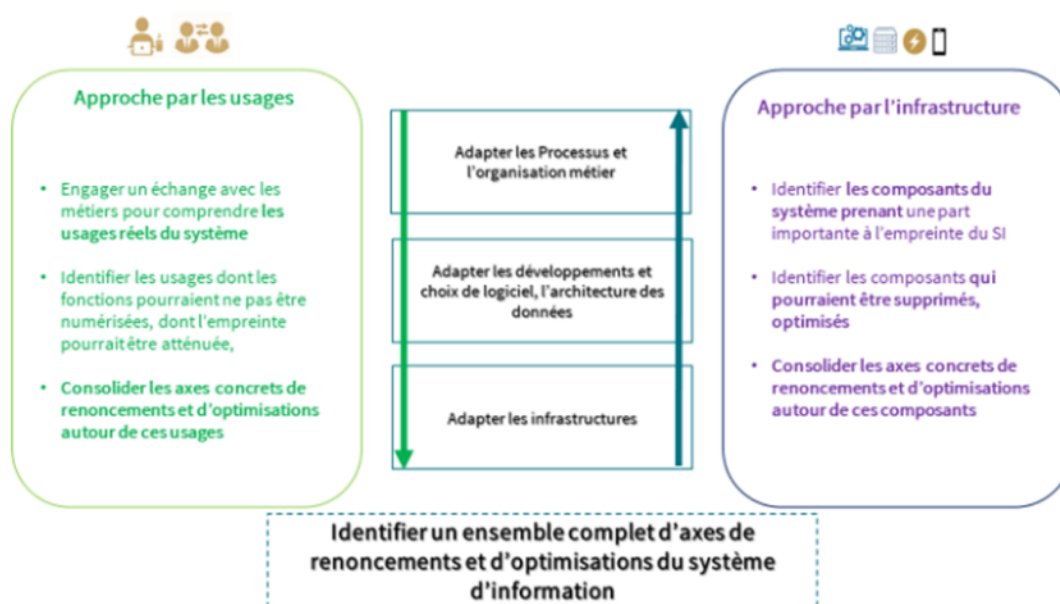 Approche par les usages
• Engager un échange avec les
métiers pour comprendre les
usages réels du système
• Identifier les usages dont les
fonctions pourraient ne pas être
numérisées, dont l'empreinte
pourrait être atténuée,
• Consolider les axes concrets de
renoncements et d'optimisations
autour de ces usages
Adapter les Processus et
l'organisation métier
Adapter les développements et
choix de logiciel, l'architecture des
données
Adapter les infrastructures
Approche par l'infrastructure
• Identifier les composants du
système prenant une part
importante à l'empreinte du SI
• Identifier les composants qui
pourraient être supprimés,
optimisés
• Consolider les axes concrets de
renoncements et d'optimisations
autour de ces composants
Identifier un ensemble complet d'axes de
renoncements et d'optimisations du système
d'information